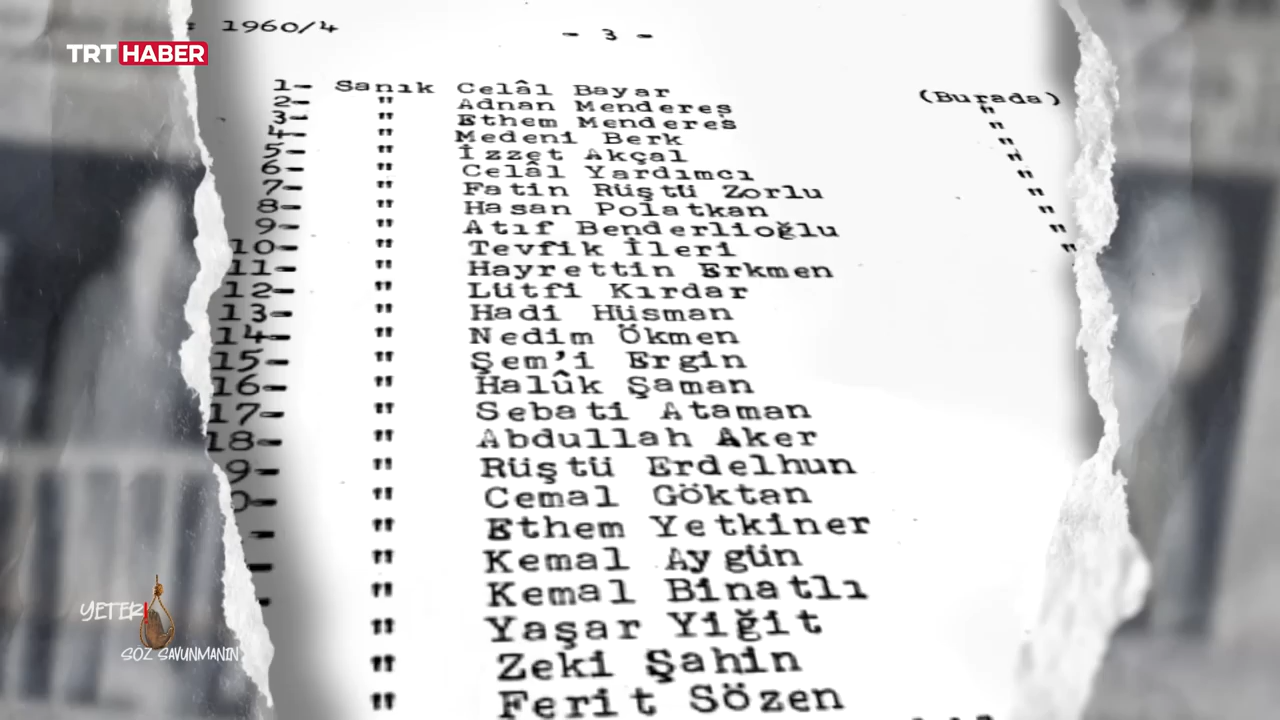 : 1960/4
- 3 -
TRT HABER
1- Sanık Celâl Bayar (Burada)
2- " Adnan Menderes "
3- " Ethem Menderes "
4- " Medeni Berk "
5- " İzzet Akçal "
6- " Celâl Yardımcı "
7- " Fatin Rüştü Zorlu "
8- " Hasan Polatkan "
9- " Atıf Benderlioğlu "
10- " Tevfik İleri "
11- " Hayrettin Erkmen
12- " Lûtfi Kırdar
13- " Hadi Hüsman
14- " Nedim Ökmen
15- " Şem'i Ergin
16- " Halûk Şaman
17- " Sebati Ataman
18- " Abdullah Aker
9- " Rüştü Erdelhun
0- " Cemal Göktan
- " Ethem Yetkiner
- " Kemal Aygün
- " Kemal Binatlı
" Yaşar Yiğit
" Zeki Şahin
" Ferit Sözen
YETER!
SÖZ SAVUNMANIN